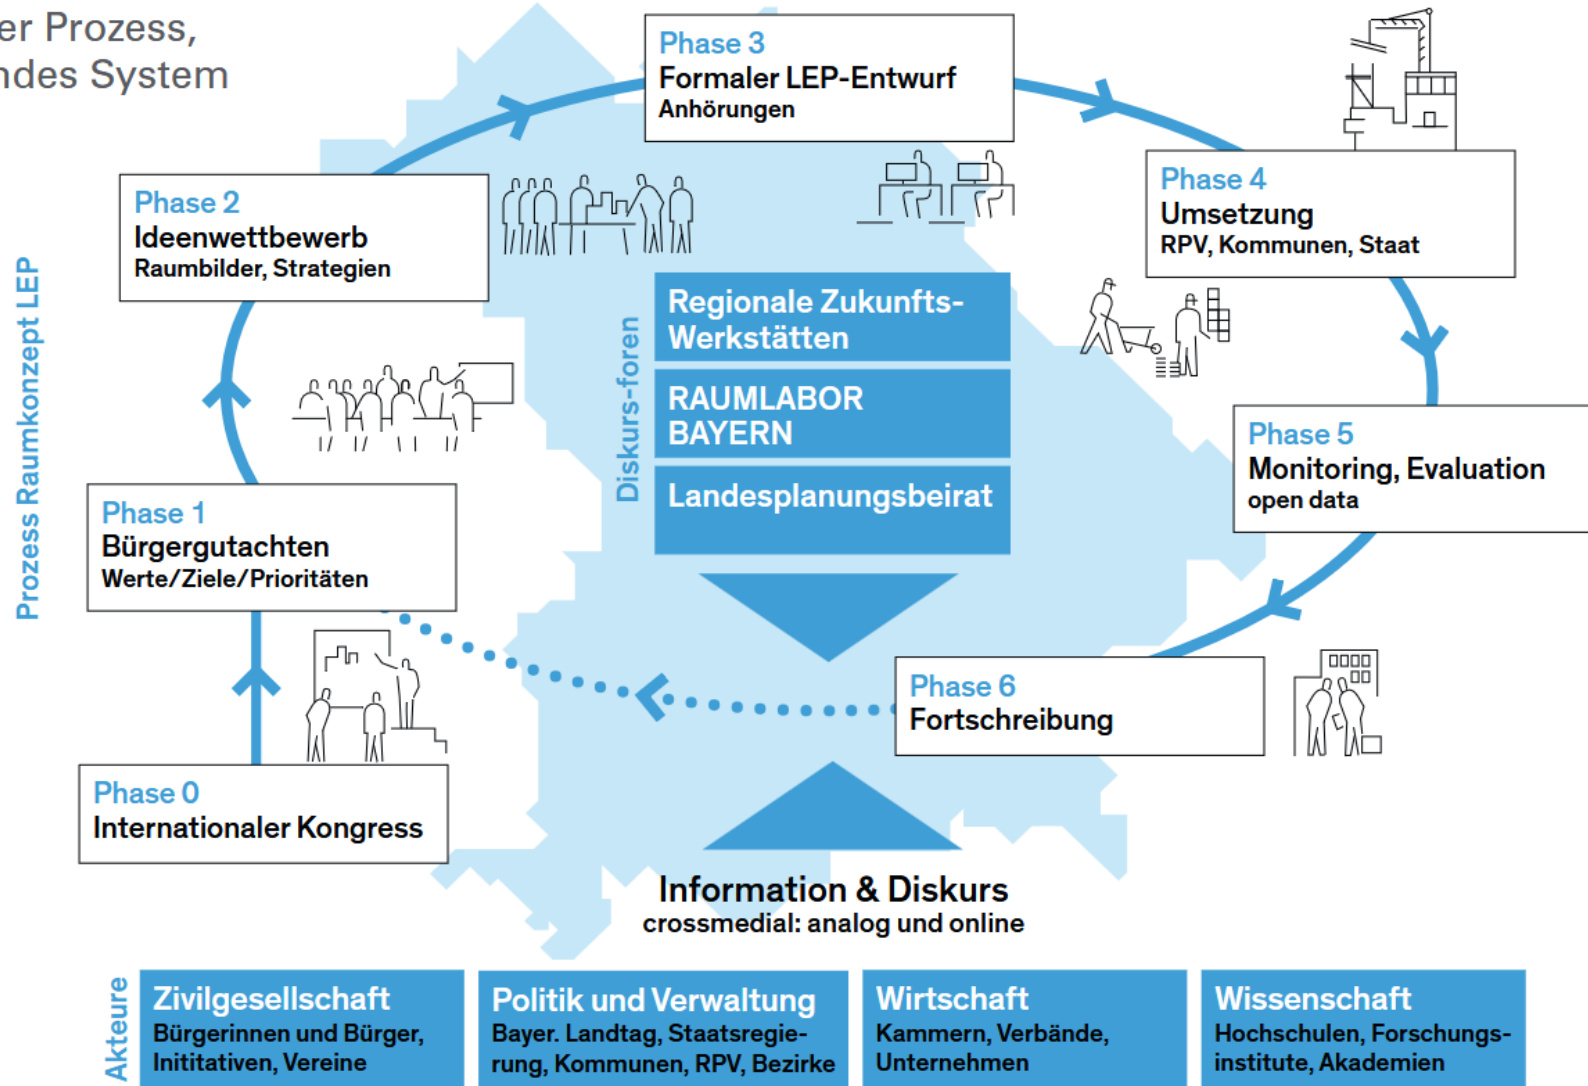 er Prozess,
ndes System
Phase 3
Formaler LEP-Entwurf
Anhörungen
Phase 2
Ideenwettbewerb
Raumbilder, Strategien
Phase 4
Umsetzung
RPV, Kommunen, Staat
Prozess Raumkonzept LEP
Diskurs-foren
Regionale Zukunfts-
Werkstätten
RAUMLABOR
BAYERN
Landesplanungsbeirat
Phase 5
Monitoring, Evaluation
open data
Phase 1
Bürgergutachten
Werte/Ziele/Prioritäten
Phase 6
Fortschreibung
Phase 0
Internationaler Kongress
Information & Diskurs
crossmedial: analog und online
Akteure
Zivilgesellschaft
Bürgerinnen und Bürger,
Inititativen, Vereine
Politik und Verwaltung
Bayer. Landtag, Staatsregie-
rung, Kommunen, RPV, Bezirke
Wirtschaft
Kammern, Verbände,
Unternehmen
Wissenschaft
Hochschulen, Forschungs-
institute, Akademien